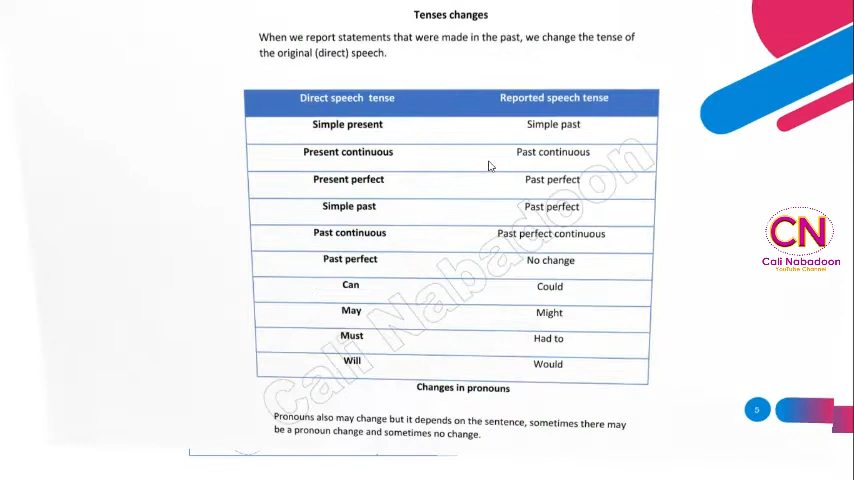 Tenses changes
When we report statements that were made in the past, we change the tense of
the original (direct) speech.
Direct speech tense Reported speech tense
Simple present Simple past
Present continuous Past continuous
Present perfect Past perfect
Simple past Past perfect
Past continuous Past perfect continuous
Past perfect No change
Can Could
May Might
Must Had to
Will Would
Changes in pronouns
Pronouns also may change but it depends on the sentence, sometimes there may
be a pronoun change and sometimes no change.
Cali Nabadoon
CN
Cali Nabadoon
YouTube Channel
5